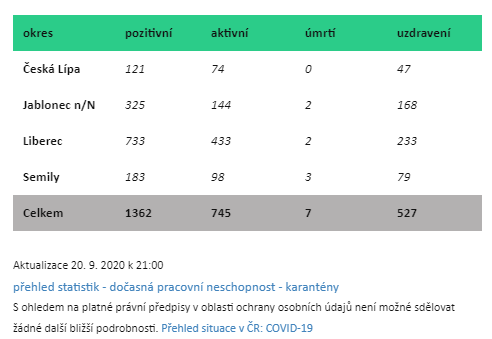 okres pozitivní aktivní úmrtí uzdravení
Česká Lípa 121 74 0 47
Jablonec n/N 325 144 2 168
Liberec 733 433 2 233
Semily 183 98 3 79
Celkem 1362 745 7 527
Aktualizace 20. 9. 2020 k 21:00
přehled statistik - dočasná pracovní neschopnost - karantény
S ohledem na platné právní předpisy v oblasti ochrany osobních údajů není možné sdělovat
žádné další bližší podrobnosti. Přehled situace v ČR: COVID-19